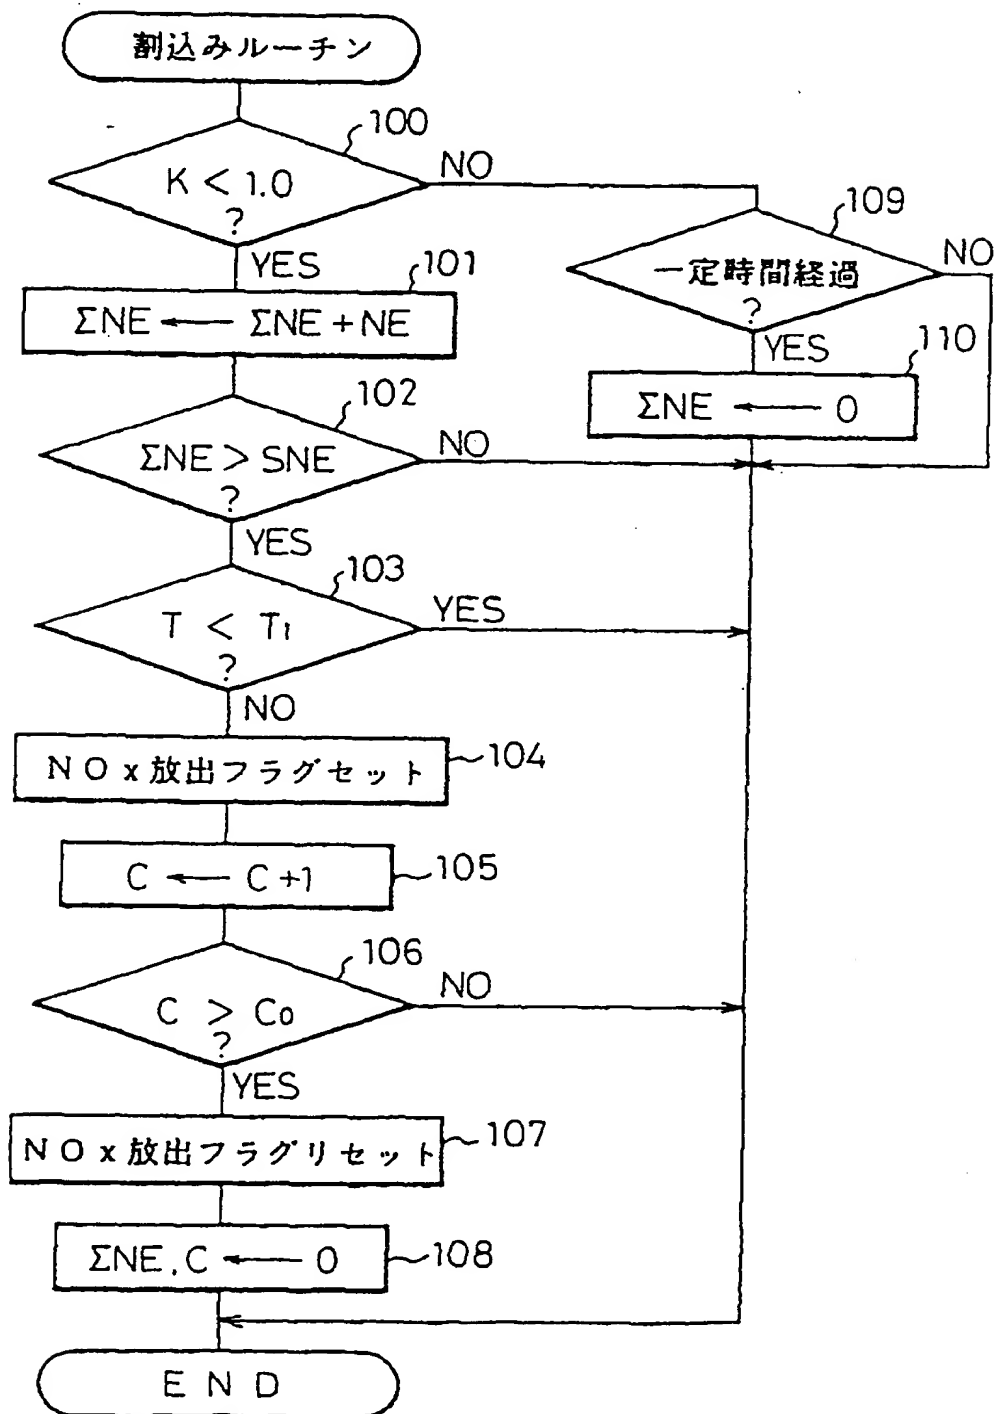 割込みルーチン
100
K < 1.0
?
NO
YES
109
一定時間経過
?
NO
YES
101
ΣNE ← ΣNE + NE
110
ΣNE ← 0
102
ΣNE > SNE
?
NO
YES
103
T < T₁
?
YES
NO
NOx放出フラグセット
104
C ← C+1
105
106
C > C₀
?
NO
YES
NOx放出フラグリセット
107
ΣNE, C ← 0
108
END